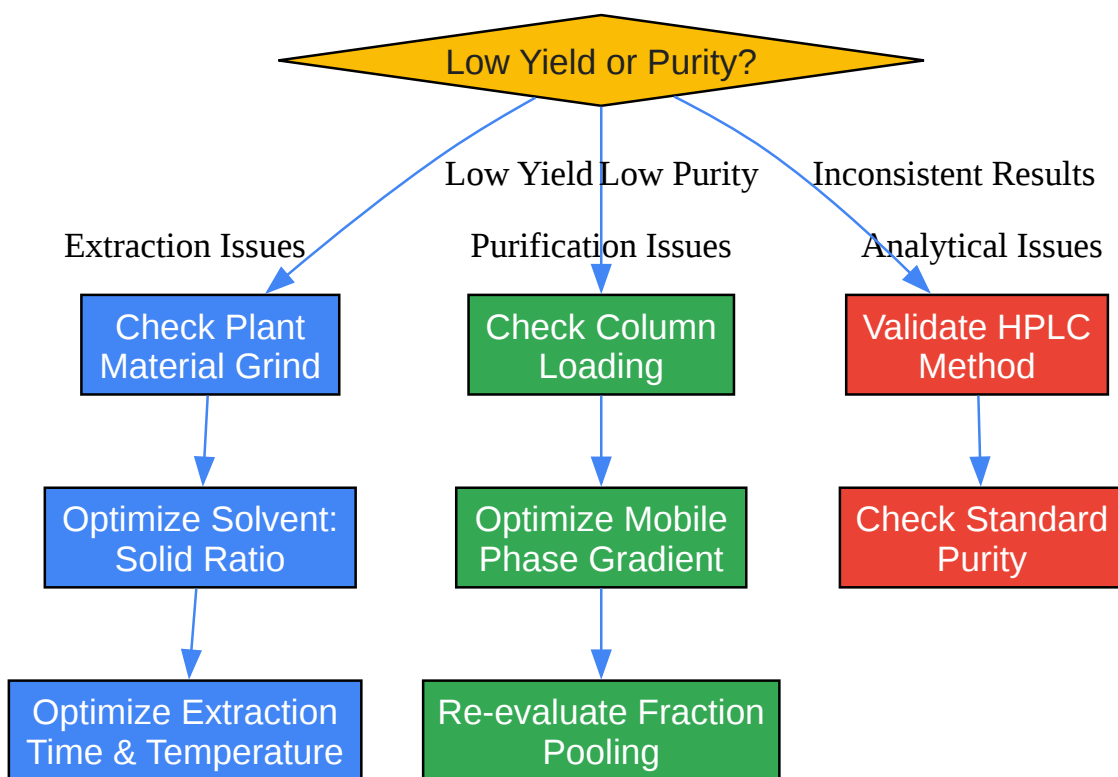 Low Yield or Purity?
Low Yield
Low Purity
Inconsistent Results
Extraction Issues
Purification Issues
Analytical Issues
Check Plant
Material Grind
Check Column
Loading
Validate HPLC
Method
Optimize Solvent:
Solid Ratio
Optimize Mobile
Phase Gradient
Check Standard
Purity
Optimize Extraction
Time & Temperature
Re-evaluate Fraction
Pooling